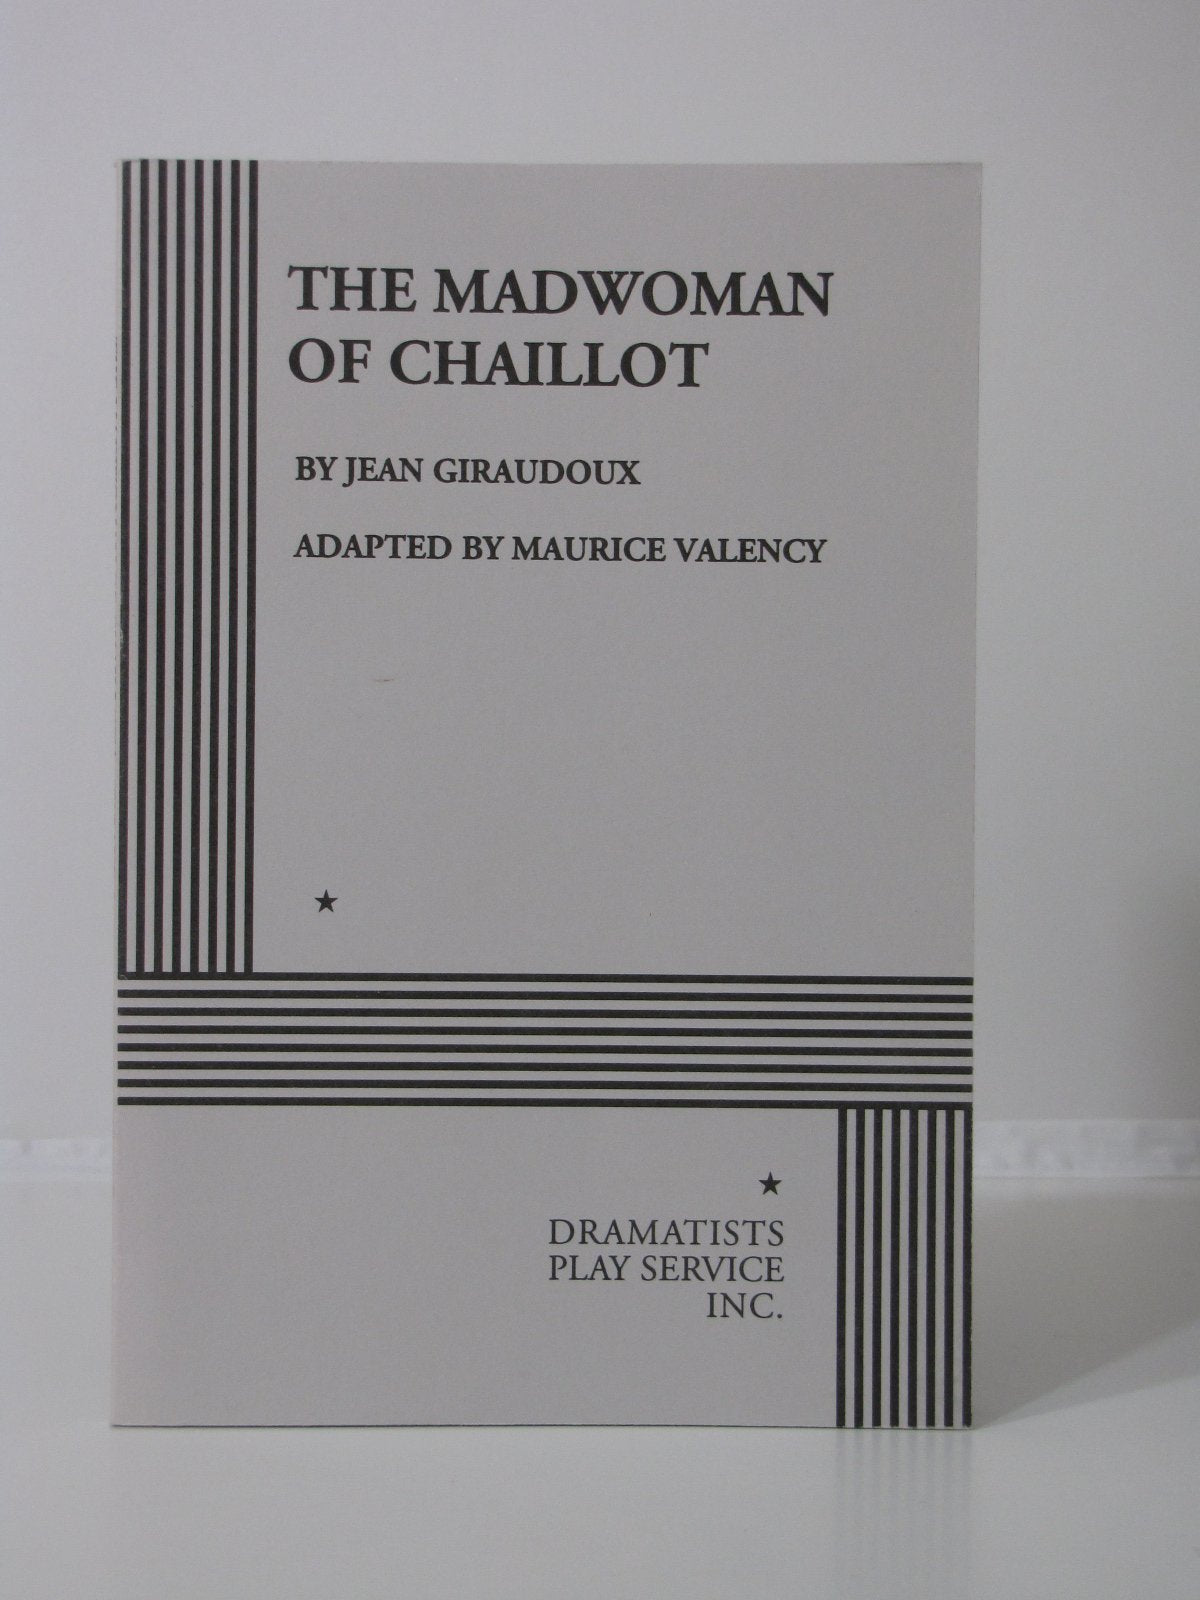 THE MADWOMAN
OF CHAILLOT
BY JEAN GIRAUDOUX
ADAPTED BY MAURICE VALENCY
DRAMATISTS
PLAY SERVICE
INC.